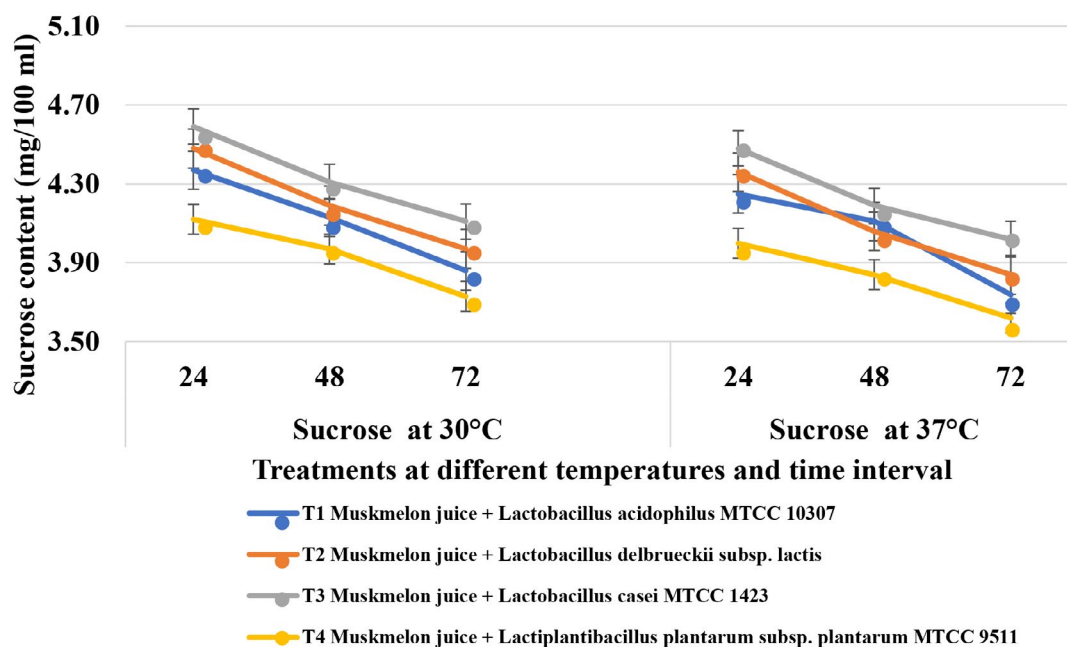 Sucrose content (mg/100 ml)
5.10
4.70
4.30
3.90
3.50
24 48 72 24 48 72
Sucrose at 30°C Sucrose at 37°C
Treatments at different temperatures and time interval
T1 Muskmelon juice + Lactobacillus acidophilus MTCC 10307
T2 Muskmelon juice + Lactobacillus delbrueckii subsp. lactis
T3 Muskmelon juice + Lactobacillus casei MTCC 1423
T4 Muskmelon juice + Lactiplantibacillus plantarum subsp. plantarum MTCC 9511